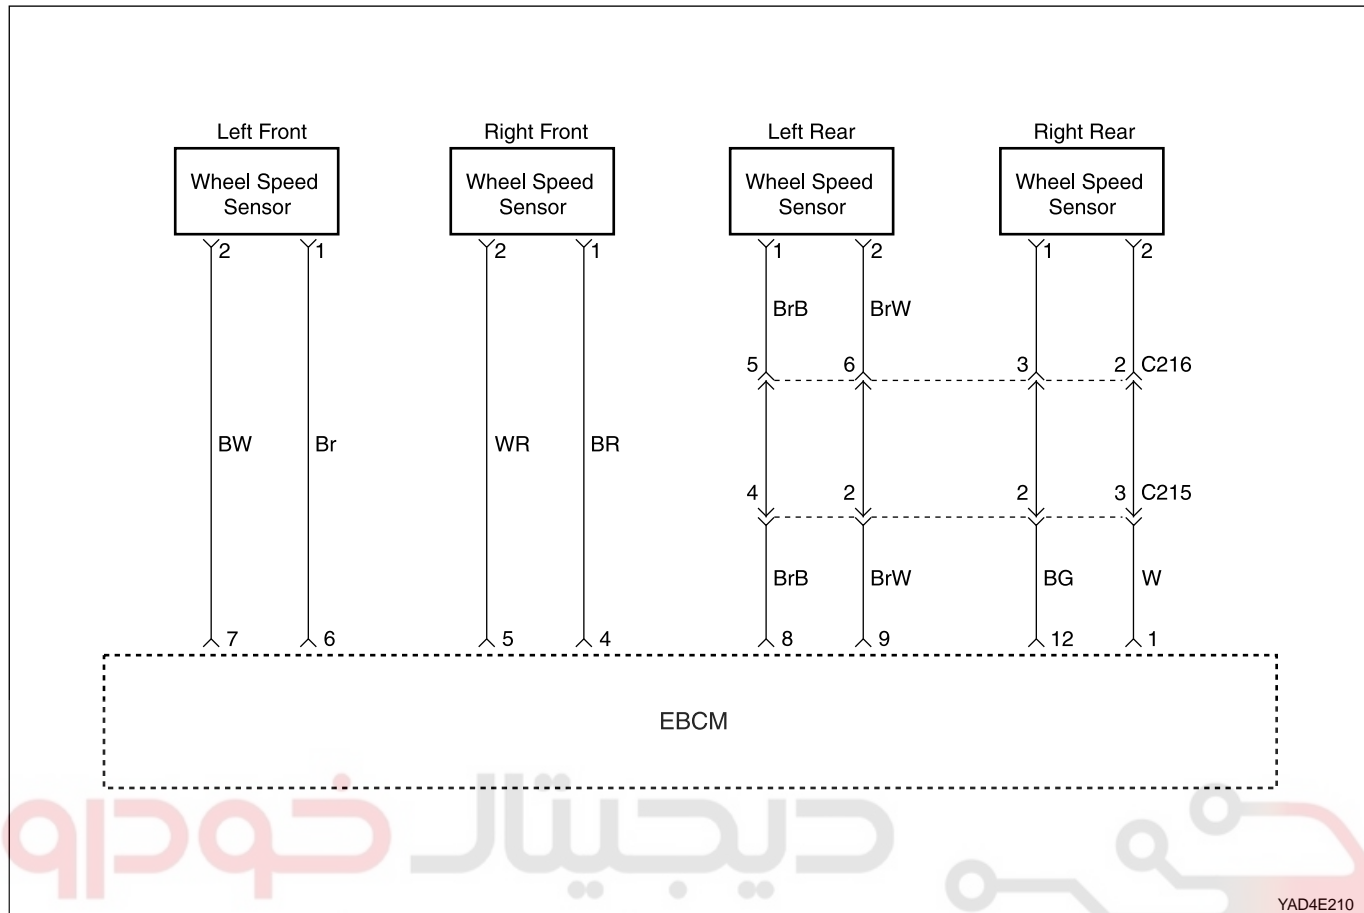 Left Front Right Front Left Rear Right Rear
Wheel Speed Wheel Speed Wheel Speed Wheel Speed
Sensor Sensor Sensor Sensor
2 1 2 1 1 2 1 2
BrB BrW
5 6 3 2 C216
BW Br WR BR
4 2 2 3 C215
BrB BrW BG W
7 6 5 4 8 9 12 1
EBCM
دیجیتال خودرو
YAD4E210